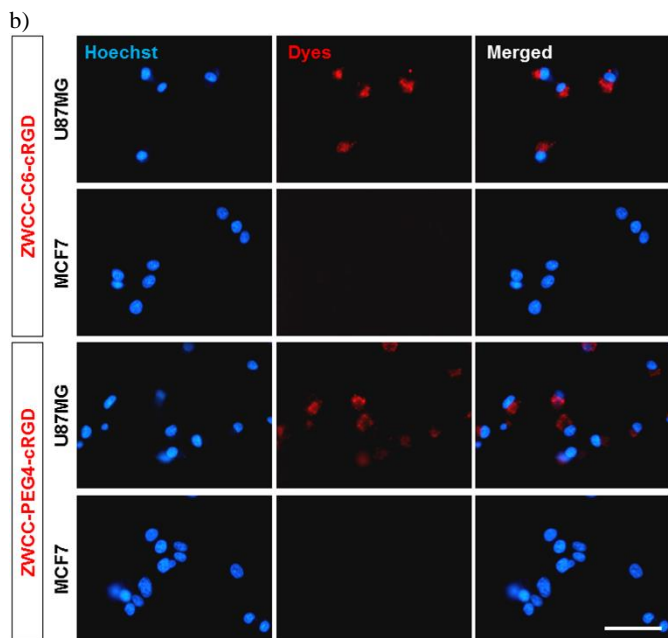 b)
Hoechst Dyes Merged
ZWCC-C6-cRGD
U87MG
MCF7
ZWCC-PEG4-cRGD
U87MG
MCF7